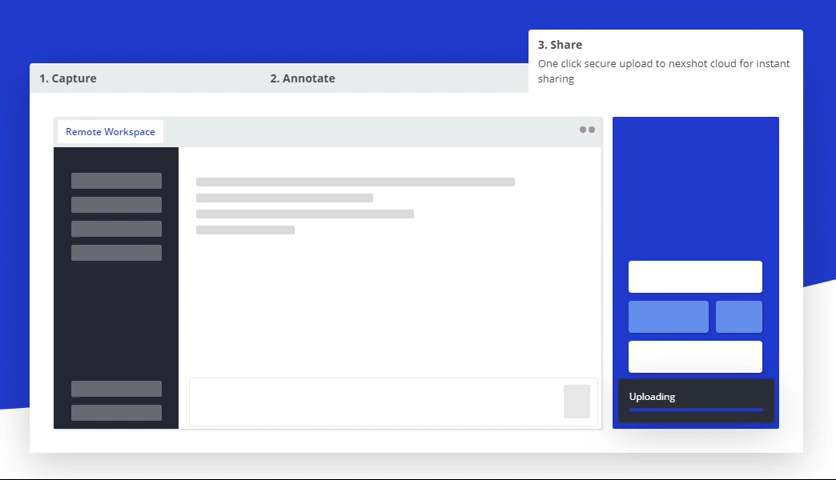 1. Capture
2. Annotate
3. Share
One click secure upload to nexshot cloud for instant
sharing
Remote Workspace
Uploading